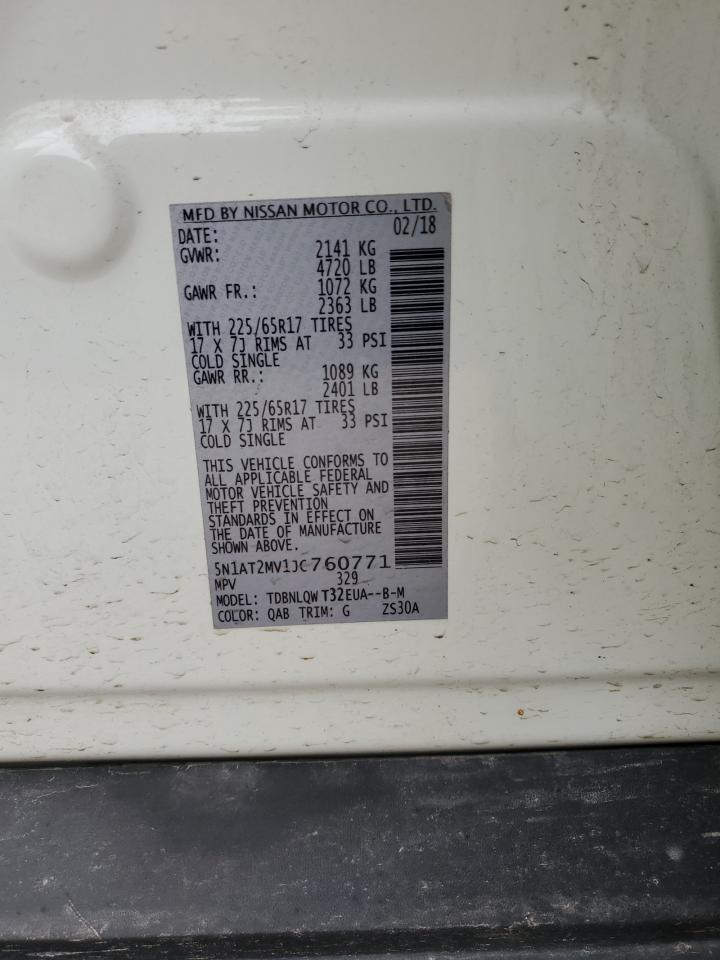 MFD BY NISSAN MOTOR CO., LTD.
DATE: 02/18
GVWR: 2141 KG
4720 LB
GAWR FR.: 1072 KG
2363 LB
WITH 225/65R17 TIRES
17 X 7J RIMS AT 33 PSI
COLD SINGLE
GAWR RR.: 1089 KG
2401 LB
WITH 225/65R17 TIRES
17 X 7J RIMS AT 33 PSI
COLD SINGLE
THIS VEHICLE CONFORMS TO
ALL APPLICABLE FEDERAL
MOTOR VEHICLE SAFETY AND
THEFT PREVENTION
STANDARDS IN EFFECT ON
THE DATE OF MANUFACTURE
SHOWN ABOVE.
5N1AT2MV1JC760771
MPV 329
MODEL: TDBNLQW T32EUA--B-M
COLOR: QAB TRIM: G ZS30A